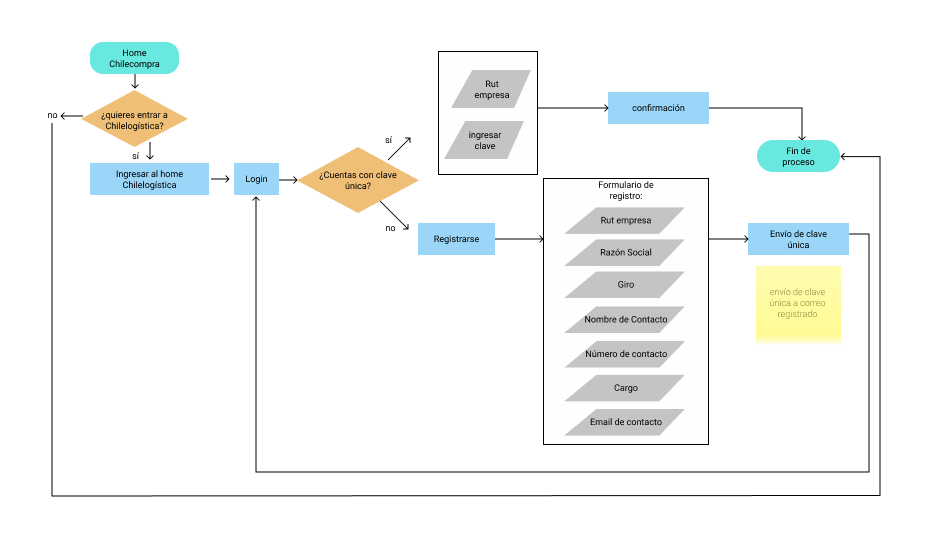 Home
Chilecompra
no
¿quieres entrar a
Chilelogística?
sí
Ingresar al home
Chilelogística
Login
¿Cuentas con clave
única?
sí
no
Rut
empresa
ingresar
clave
confirmación
Fin de
proceso
Registrarse
Formulario de
registro:
Rut empresa
Razón Social
Giro
Nombre de Contacto
Número de contacto
Cargo
Email de contacto
Envío de clave
única
envío de clave
única a correo
registrado